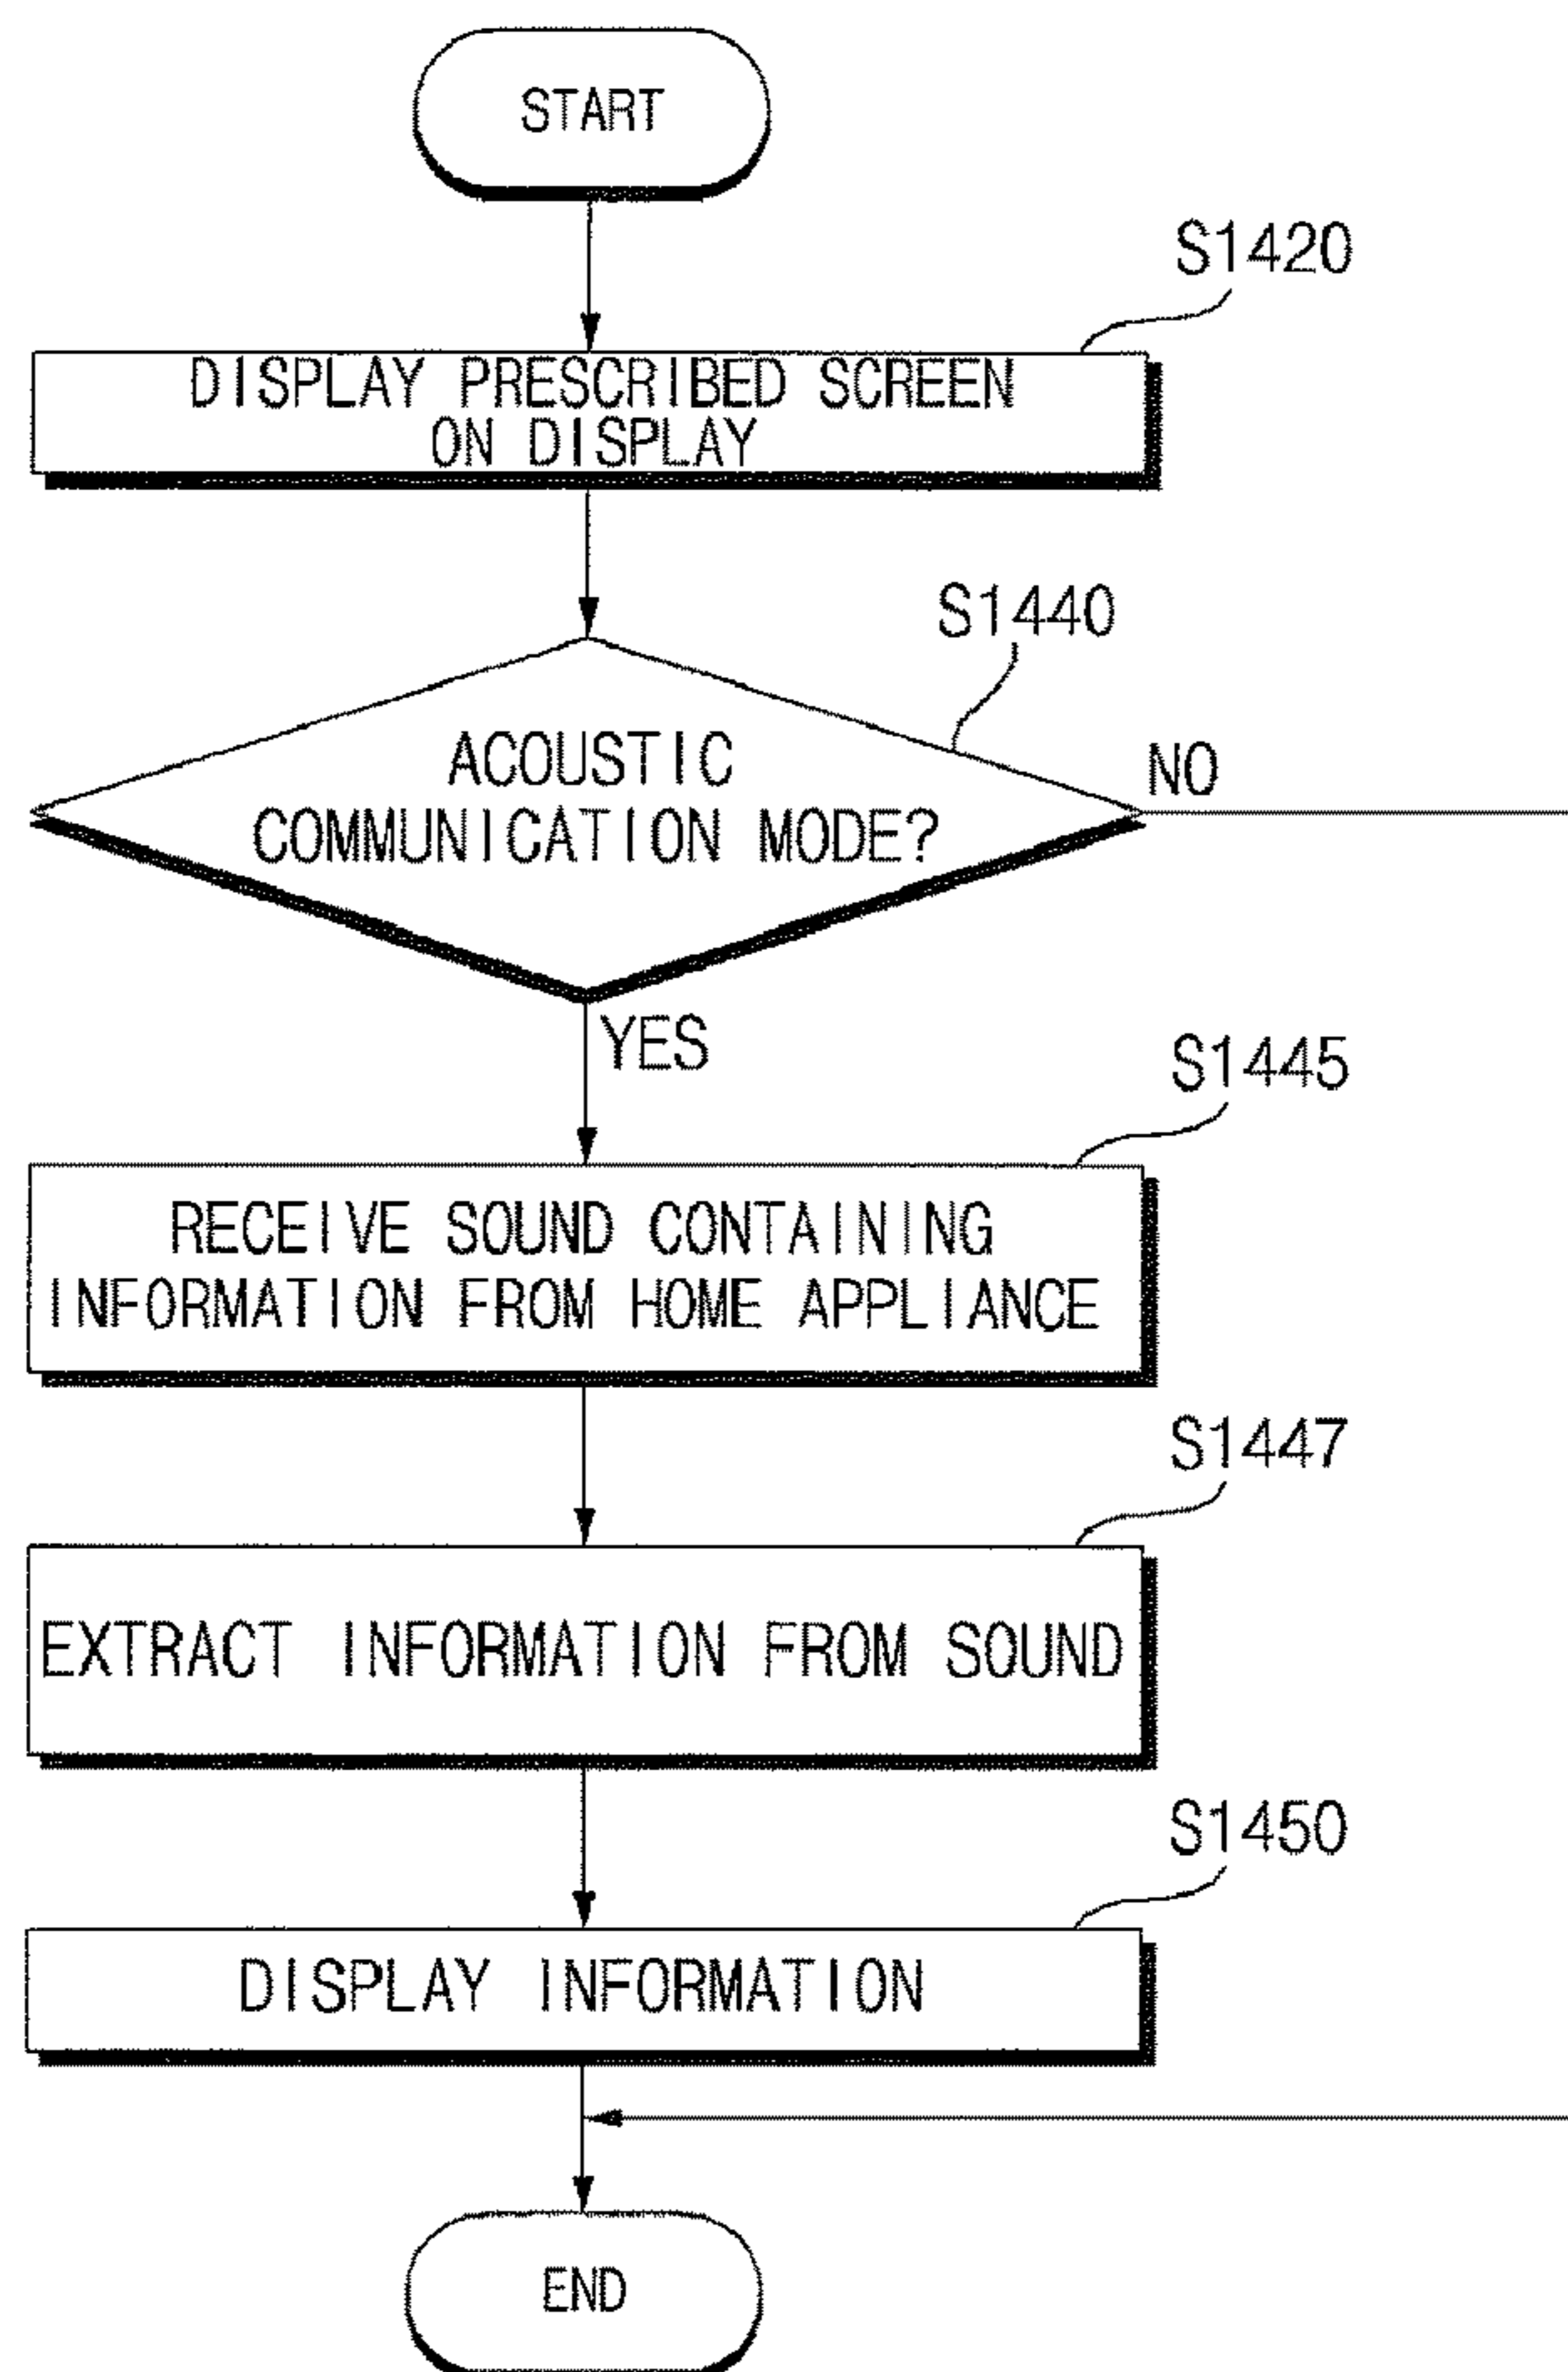 START
S1420
DISPLAY PRESCRIBED SCREEN
ON DISPLAY
S1440
ACOUSTIC
COMMUNICATION MODE?
NO
YES
S1445
RECEIVE SOUND CONTAINING
INFORMATION FROM HOME APPLIANCE
S1447
EXTRACT INFORMATION FROM SOUND
S1450
DISPLAY INFORMATION
END